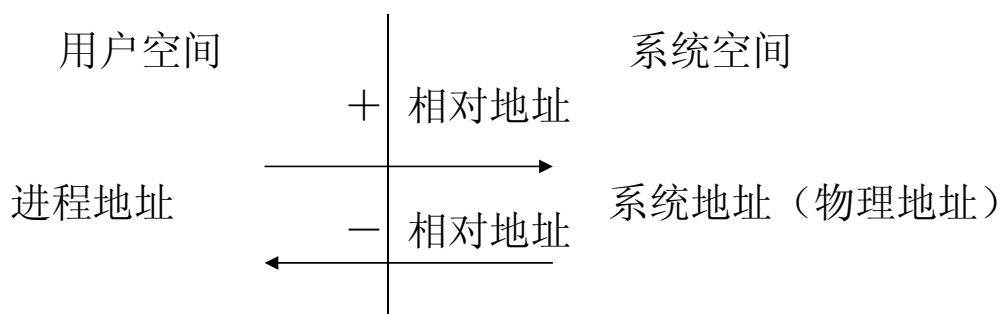 用户空间
系统空间
＋ 相对地址
进程地址
系统地址（物理地址）
－ 相对地址